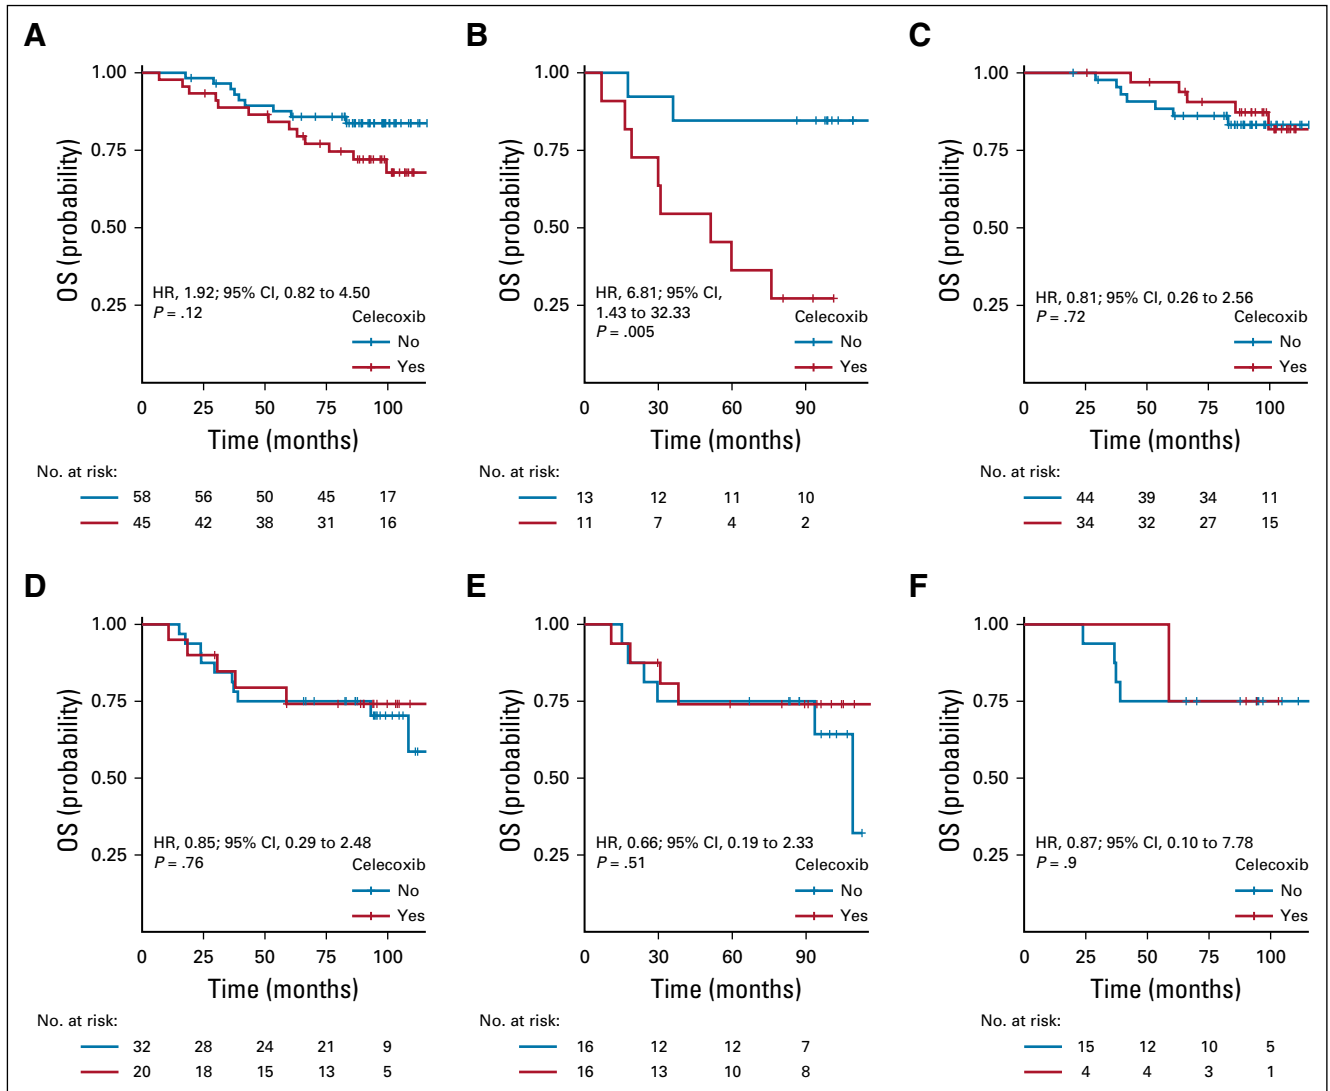 A
1.00
0.75
0.50
0.25
OS (probability)
HR, 1.92; 95% CI, 0.82 to 4.50
P = .12
Celecoxib
No
Yes
0 25 50 75 100
Time (months)
No. at risk:
58 56 50 45 17
45 42 38 31 16
B
1.00
0.75
0.50
0.25
OS (probability)
HR, 6.81; 95% CI,
1.43 to 32.33
P = .005
Celecoxib
No
Yes
0 30 60 90
Time (months)
No. at risk:
13 12 11 10
11 7 4 2
C
1.00
0.75
0.50
0.25
OS (probability)
HR, 0.81; 95% CI, 0.26 to 2.56
P = .72
Celecoxib
No
Yes
0 25 50 75 100
Time (months)
No. at risk:
44 39 34 11
34 32 27 15
D
1.00
0.75
0.50
0.25
OS (probability)
HR, 0.85; 95% CI, 0.29 to 2.48
P = .76
Celecoxib
No
Yes
0 25 50 75 100
Time (months)
No. at risk:
32 28 24 21 9
20 18 15 13 5
E
1.00
0.75
0.50
0.25
OS (probability)
HR, 0.66; 95% CI, 0.19 to 2.33
P = .51
Celecoxib
No
Yes
0 30 60 90
Time (months)
No. at risk:
16 12 12 7
16 13 10 8
F
1.00
0.75
0.50
0.25
OS (probability)
HR, 0.87; 95% CI, 0.10 to 7.78
P = .9
Celecoxib
No
Yes
0 25 50 75 100
Time (months)
No. at risk:
15 12 10 5
4 4 3 1